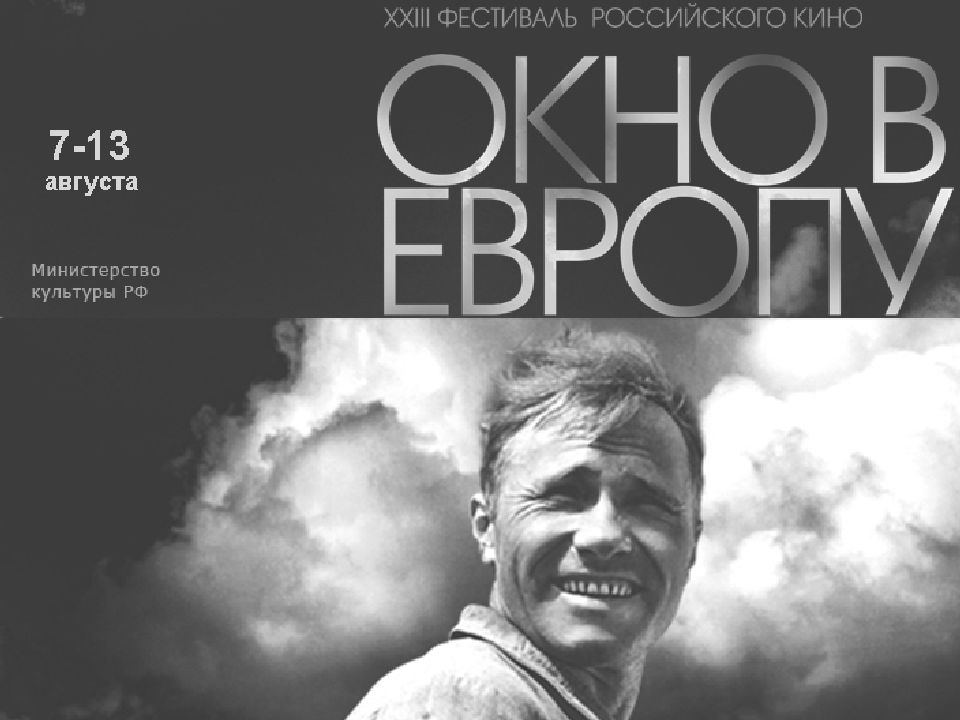 XXIII ФЕСТИВАЛЬ РОССИЙСКОГО КИНО
ОКНО В
ЕВРОПУ
7-13
августа
Министерство
культуры РФ